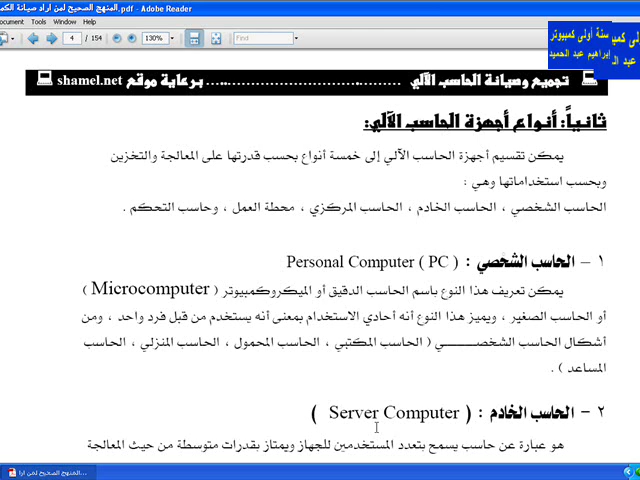 المنهج الصحيح لمن اراد صيانة الكم.pdf - Adobe Reader
ocument Tools Window Help
4 / 154 130% Find
سنة أولى كمبيوتر
إبراهيم عبد الحميد
تجميع وصيانة الحاسب الآلي ............................. برعاية موقع shamel.net
ثانياً: أنواع أجهزة الحاسب الآلي:
يمكن تقسيم أجهزة الحاسب الآلي إلى خمسة أنواع بحسب قدرتها على المعالجة والتخزين
وبحسب استخداماتها وهي :
الحاسب الشخصي ، الحاسب الخادم ، الحاسب المركزي ، محطة العمل ، وحاسب التحكم .
١ – الحاسب الشخصي : Personal Computer ( PC )
يمكن تعريف هذا النوع باسم الحاسب الدقيق أو الميكروكمبيوتر ( Microcomputer )
أو الحاسب الصغير ، ويميز هذا النوع أنه أحادي الاستخدام بمعنى أنه يستخدم من قبل فرد واحد ، ومن
أشكال الحاسب الشخصــــــي ( الحاسب المكتبي ، الحاسب المحمول ، الحاسب المنزلي ، الحاسب
المساعد ) .
٢ – الحاسب الخادم : ( Server Computer )
هو عبارة عن حاسب يسمح بتعدد المستخدمين للجهاز ويمتاز بقدرات متوسطة من حيث المعالجة
المنهج الصحيح لمن ارا...